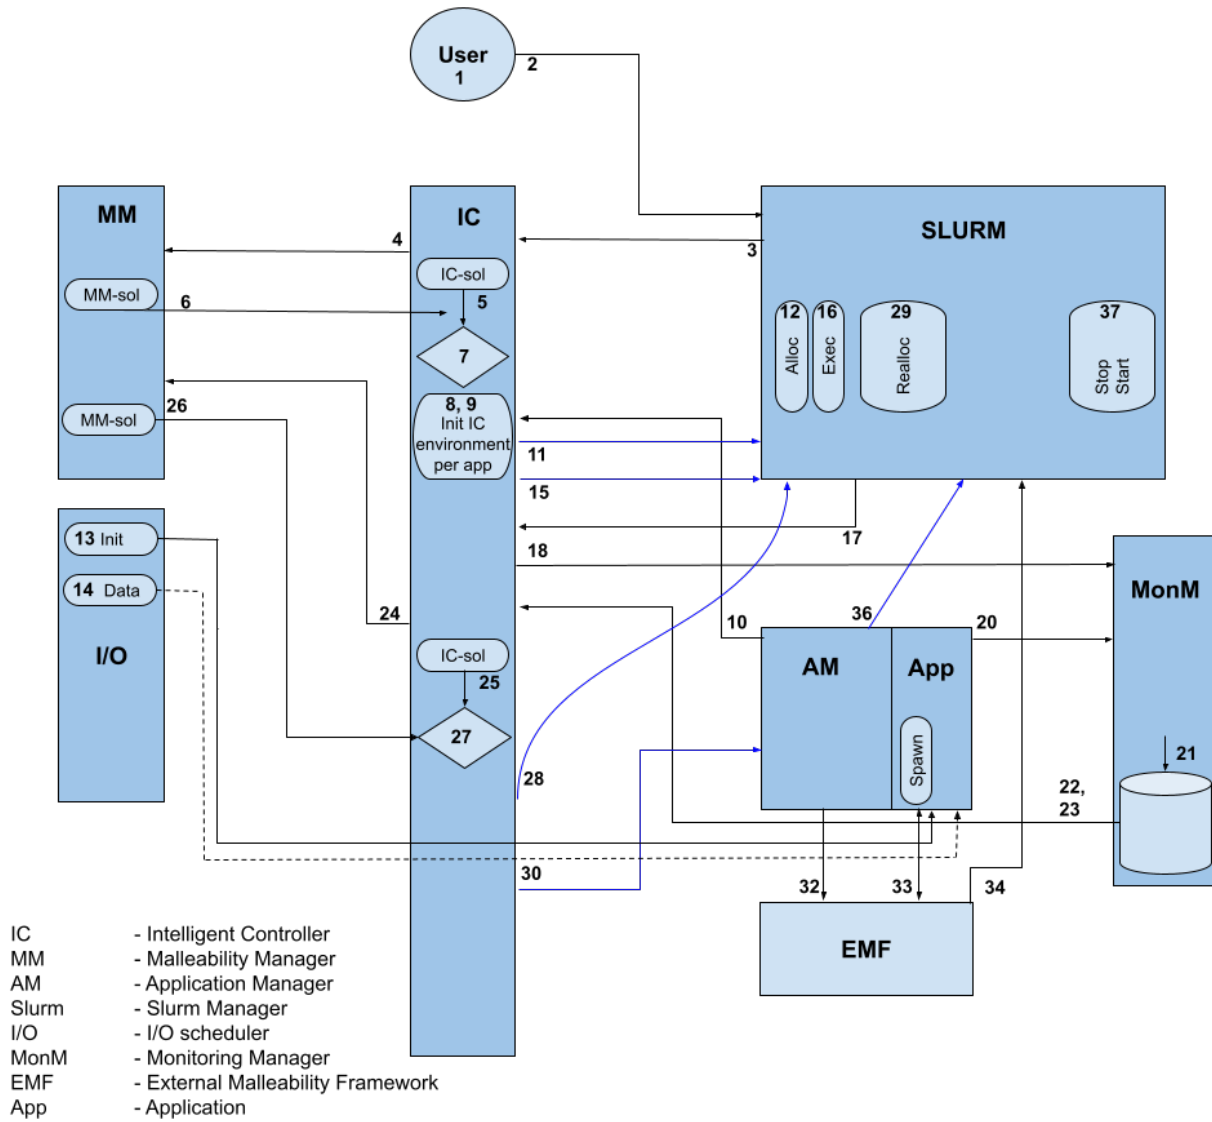 User
1
2
MM
IC
SLURM
4
3
IC-sol
MM-sol
6
5
12
16
29
37
Alloc
Exec
Realloc
Stop
Start
7
MM-sol
26
8, 9
Init IC
environment
per app
11
15
13 Init
17
18
14 Data
MonM
24
10
36
20
I/O
IC-sol
AM
App
25
27
Spawn
21
28
22,
23
30
32
33
34
EMF
IC - Intelligent Controller
MM - Malleability Manager
AM - Application Manager
Slurm - Slurm Manager
I/O - I/O scheduler
MonM - Monitoring Manager
EMF - External Malleability Framework
App - Application